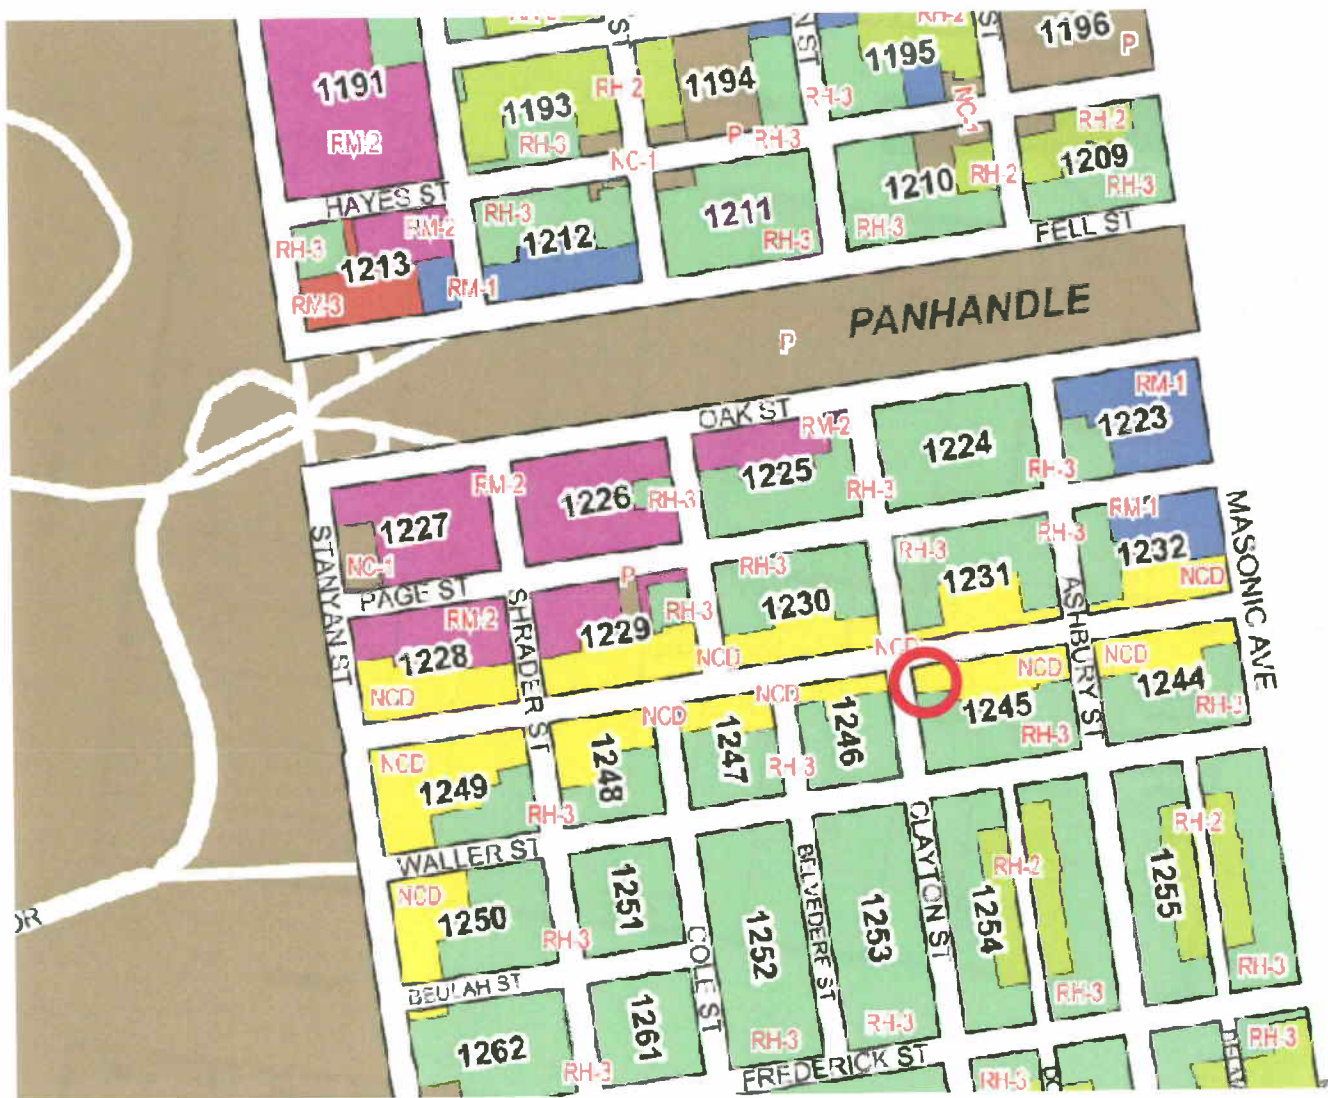 RH-2
1196
P
1195
1191
1194
RH-2
1193
RH-3
NC-1
RM-2
RH-3
P
RH-3
RH-2
1209
NC-1
1210
RH-2
RH-3
HAYES ST
RH-3
1211
RM-2
RH-3
1212
RH-3
RH-3
FELL ST
1213
RM-1
RM-3
PANHANDLE
P
RM-1
OAK ST
RM-2
1223
1224
1225
RH-3
RM-2
1226
RH-3
RH-3
1227
STANYAN ST
NC-1
RH-3
RH-3
RM-1
1232
MASONIC AVE
PAGE ST
P
RH-3
1231
NCD
ASHBURY ST
SHRADER ST
RM-2
1229
RH-3
1230
1228
NCD
NCD
NCD
NCD
NCD
NCD
1244
NCD
1245
RH-3
RH-3
NCD
1246
1247
1248
RH-3
NCD
1249
RH-3
WALLER ST
CLAYTON ST
BELVEDERE ST
RH-2
RH-2
1255
NCD
1250
1251
RH-3
1252
1253
1254
COLE ST
DR
BEULAH ST
RH-3
RH-3
RH-3
RH-3
1262
1261
RH-3
FREDERICK ST
RH-3
RH-3